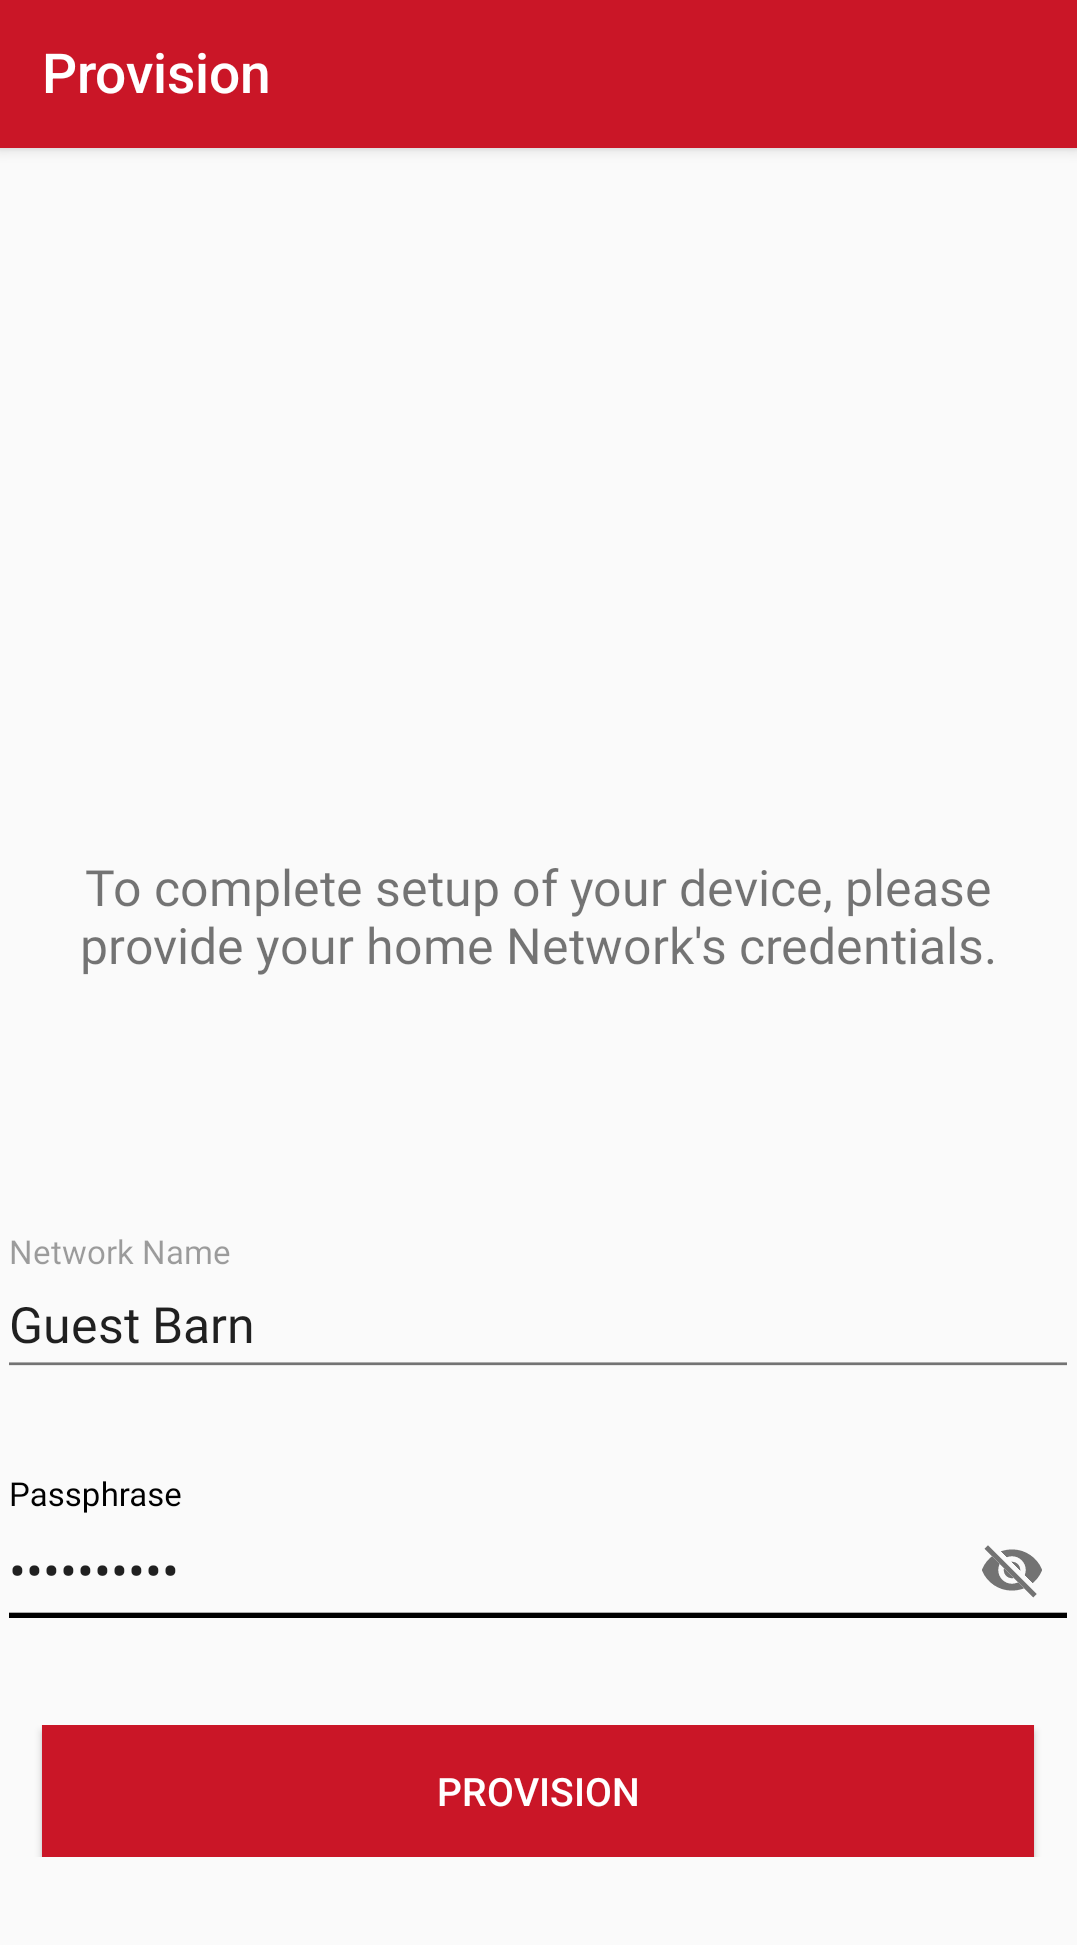 Provision
To complete setup of your device, please
provide your home Network's credentials.
Network Name
Guest Barn
Passphrase
••••••••••
PROVISION